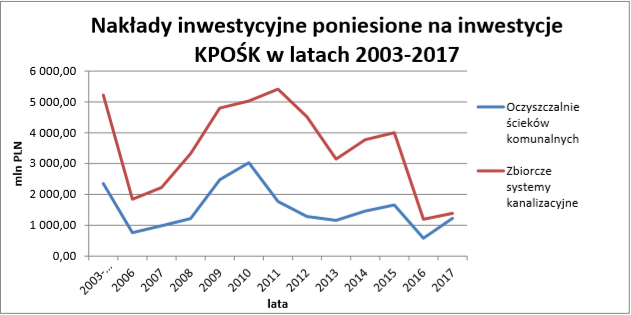 Nakłady inwestycyjne poniesione na inwestycje
KPOŚK w latach 2003-2017
6 000,00
5 000,00
4 000,00
3 000,00
2 000,00
1 000,00
0,00
mln PLN
2003-...
2006
2007
2008
2009
2010
2011
2012
2013
2014
2015
2016
2017
lata
Oczyszczalnie
ścieków
komunalnych
Zbiorcze
systemy
kanalizacyjne